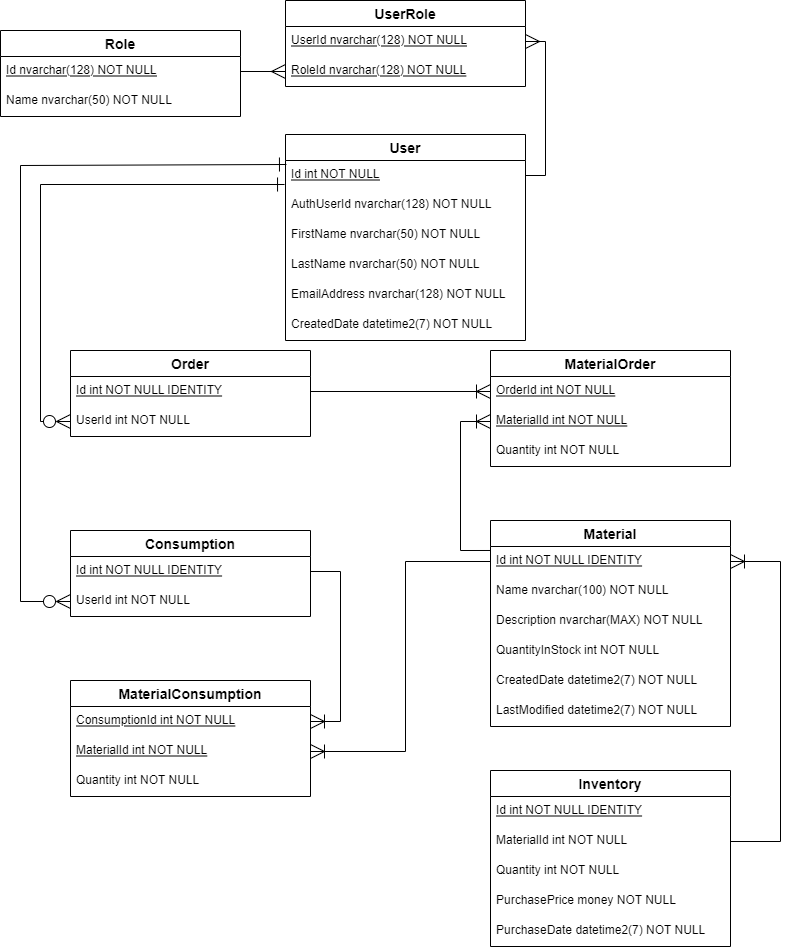 UserRole
UserId nvarchar(128) NOT NULL
RoleId nvarchar(128) NOT NULL
Role
Id nvarchar(128) NOT NULL
Name nvarchar(50) NOT NULL
User
Id int NOT NULL
AuthUserId nvarchar(128) NOT NULL
FirstName nvarchar(50) NOT NULL
LastName nvarchar(50) NOT NULL
EmailAddress nvarchar(128) NOT NULL
CreatedDate datetime2(7) NOT NULL
Order
Id int NOT NULL IDENTITY
UserId int NOT NULL
MaterialOrder
OrderId int NOT NULL
MaterialId int NOT NULL
Quantity int NOT NULL
Consumption
Id int NOT NULL IDENTITY
UserId int NOT NULL
Material
Id int NOT NULL IDENTITY
Name nvarchar(100) NOT NULL
Description nvarchar(MAX) NOT NULL
QuantityInStock int NOT NULL
CreatedDate datetime2(7) NOT NULL
LastModified datetime2(7) NOT NULL
MaterialConsumption
ConsumptionId int NOT NULL
MaterialId int NOT NULL
Quantity int NOT NULL
Inventory
Id int NOT NULL IDENTITY
MaterialId int NOT NULL
Quantity int NOT NULL
PurchasePrice money NOT NULL
PurchaseDate datetime2(7) NOT NULL